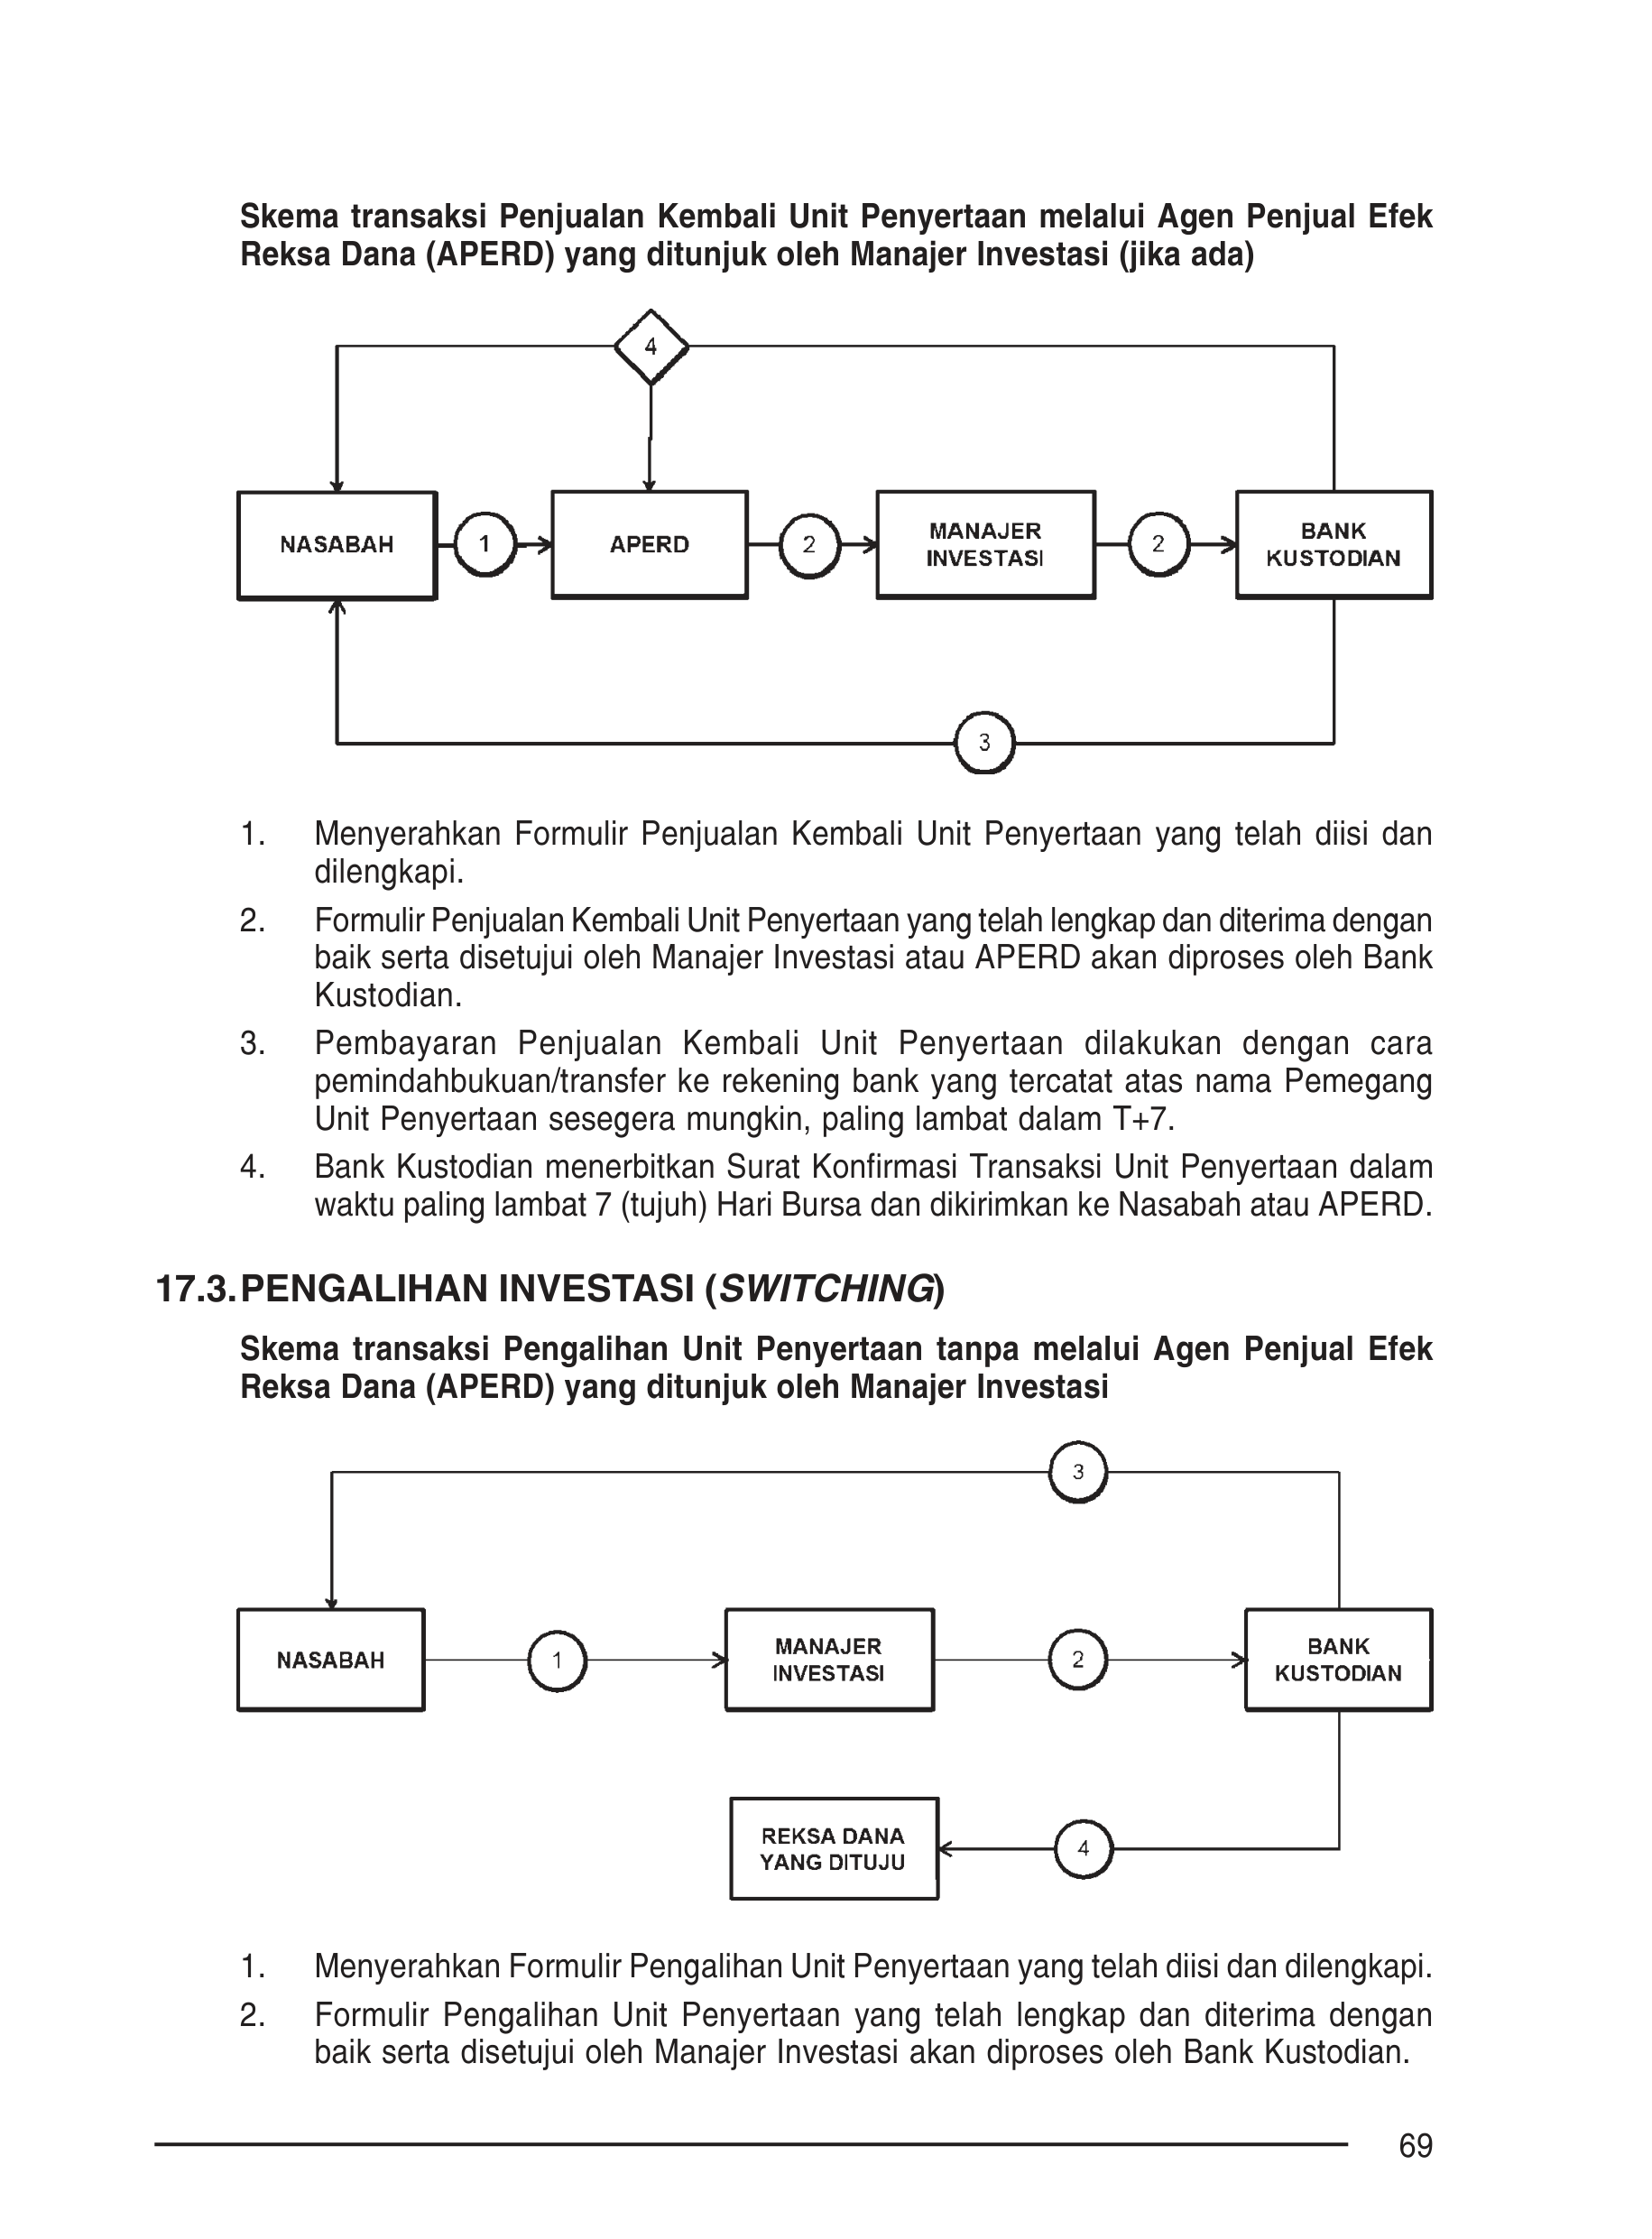 Skema transaksi Penjualan Kembali Unit Penyertaan melalui Agen Penjual Efek
Reksa Dana (APERD) yang ditunjuk oleh Manajer Investasi (jika ada)
4
NASABAH
1
APERD
2
MANAJER
INVESTASI
2
BANK
KUSTODIAN
3
1. Menyerahkan Formulir Penjualan Kembali Unit Penyertaan yang telah diisi dan
dilengkapi.
2. Formulir Penjualan Kembali Unit Penyertaan yang telah lengkap dan diterima dengan
baik serta disetujui oleh Manajer Investasi atau APERD akan diproses oleh Bank
Kustodian.
3. Pembayaran Penjualan Kembali Unit Penyertaan dilakukan dengan cara
pemindahbukuan/transfer ke rekening bank yang tercatat atas nama Pemegang
Unit Penyertaan sesegera mungkin, paling lambat dalam T+7.
4. Bank Kustodian menerbitkan Surat Konfirmasi Transaksi Unit Penyertaan dalam
waktu paling lambat 7 (tujuh) Hari Bursa dan dikirimkan ke Nasabah atau APERD.
17.3. PENGALIHAN INVESTASI (SWITCHING)
Skema transaksi Pengalihan Unit Penyertaan tanpa melalui Agen Penjual Efek
Reksa Dana (APERD) yang ditunjuk oleh Manajer Investasi
3
NASABAH
1
MANAJER
INVESTASI
2
BANK
KUSTODIAN
REKSA DANA
YANG DITUJU
4
1. Menyerahkan Formulir Pengalihan Unit Penyertaan yang telah diisi dan dilengkapi.
2. Formulir Pengalihan Unit Penyertaan yang telah lengkap dan diterima dengan
baik serta disetujui oleh Manajer Investasi akan diproses oleh Bank Kustodian.
69